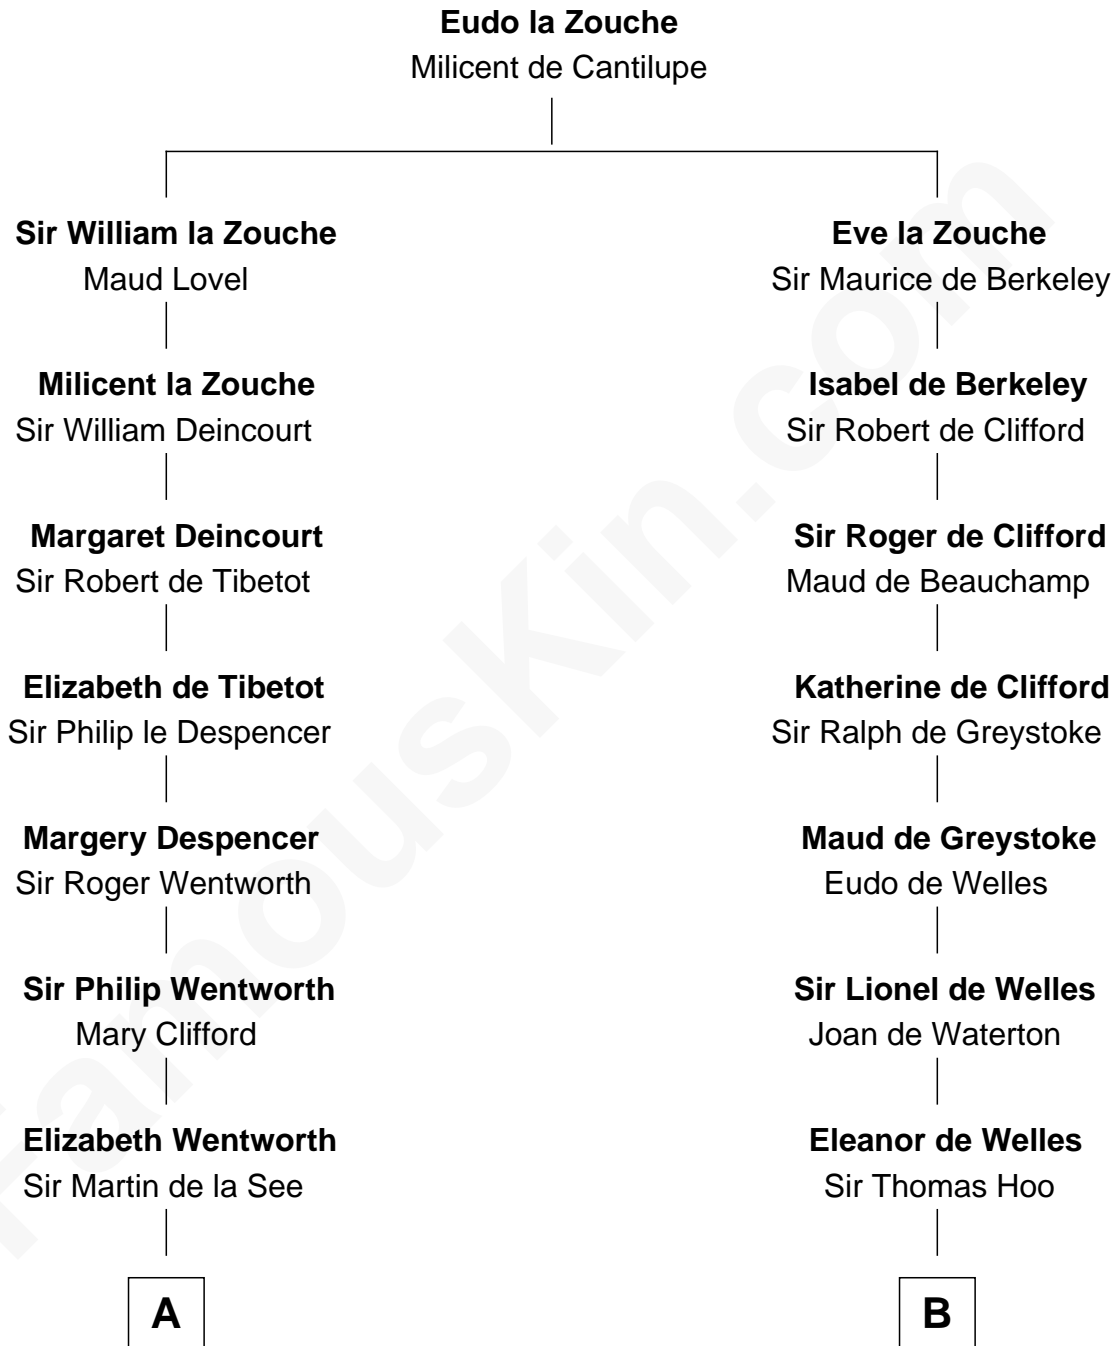 Eudo la Zouche
Milicent de Cantilupe
Sir William la Zouche
Maud Lovel
Eve la Zouche
Sir Maurice de Berkeley
Milicent la Zouche
Sir William Deincourt
Isabel de Berkeley
Sir Robert de Clifford
Margaret Deincourt
Sir Robert de Tibetot
Sir Roger de Clifford
Maud de Beauchamp
Elizabeth de Tibetot
Sir Philip le Despencer
Katherine de Clifford
Sir Ralph de Greystoke
Margery Despencer
Sir Roger Wentworth
Maud de Greystoke
Eudo de Welles
Sir Philip Wentworth
Mary Clifford
Sir Lionel de Welles
Joan de Waterton
Elizabeth Wentworth
Sir Martin de la See
Eleanor de Welles
Sir Thomas Hoo
A
B
FamousKin.com